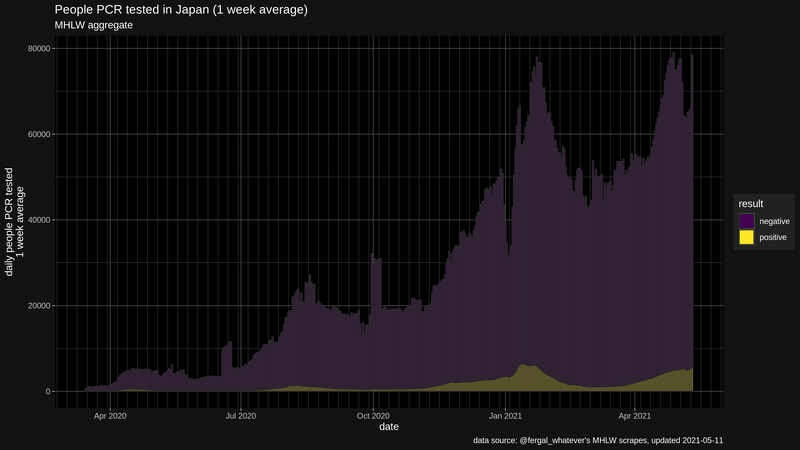 People PCR tested in Japan (1 week average)
MHLW aggregate
daily people PCR tested
1 week average
80000
60000
40000
20000
0
Apr 2020
Jul 2020
Oct 2020
Jan 2021
Apr 2021
date
result
negative
positive
data source: @fergal_whatever's MHLW scrapes, updated 2021-05-11